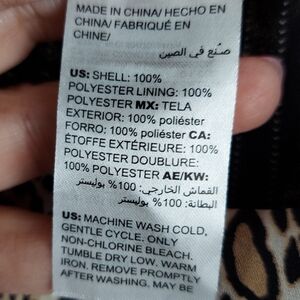 MADE IN CHINA/ HECHO EN
CHINA/ FABRIQUÉ EN
CHINE/
صنع في الصين
US: SHELL: 100%
POLYESTER LINING: 100%
POLYESTER MX: TELA
EXTERIOR: 100% poliéster
FORRO: 100% poliéster CA:
ÉTOFFE EXTÉRIEURE: 100%
POLYESTER DOUBLURE:
100% POLYESTER AE/KW:
القماش الخارجي: 100% بوليستر
البطانة: 100% بوليستر
US: MACHINE WASH COLD,
GENTLE CYCLE. ONLY
NON-CHLORINE BLEACH.
TUMBLE DRY LOW. WARM
IRON. REMOVE PROMPTLY
AFTER WASHING. MAY BE